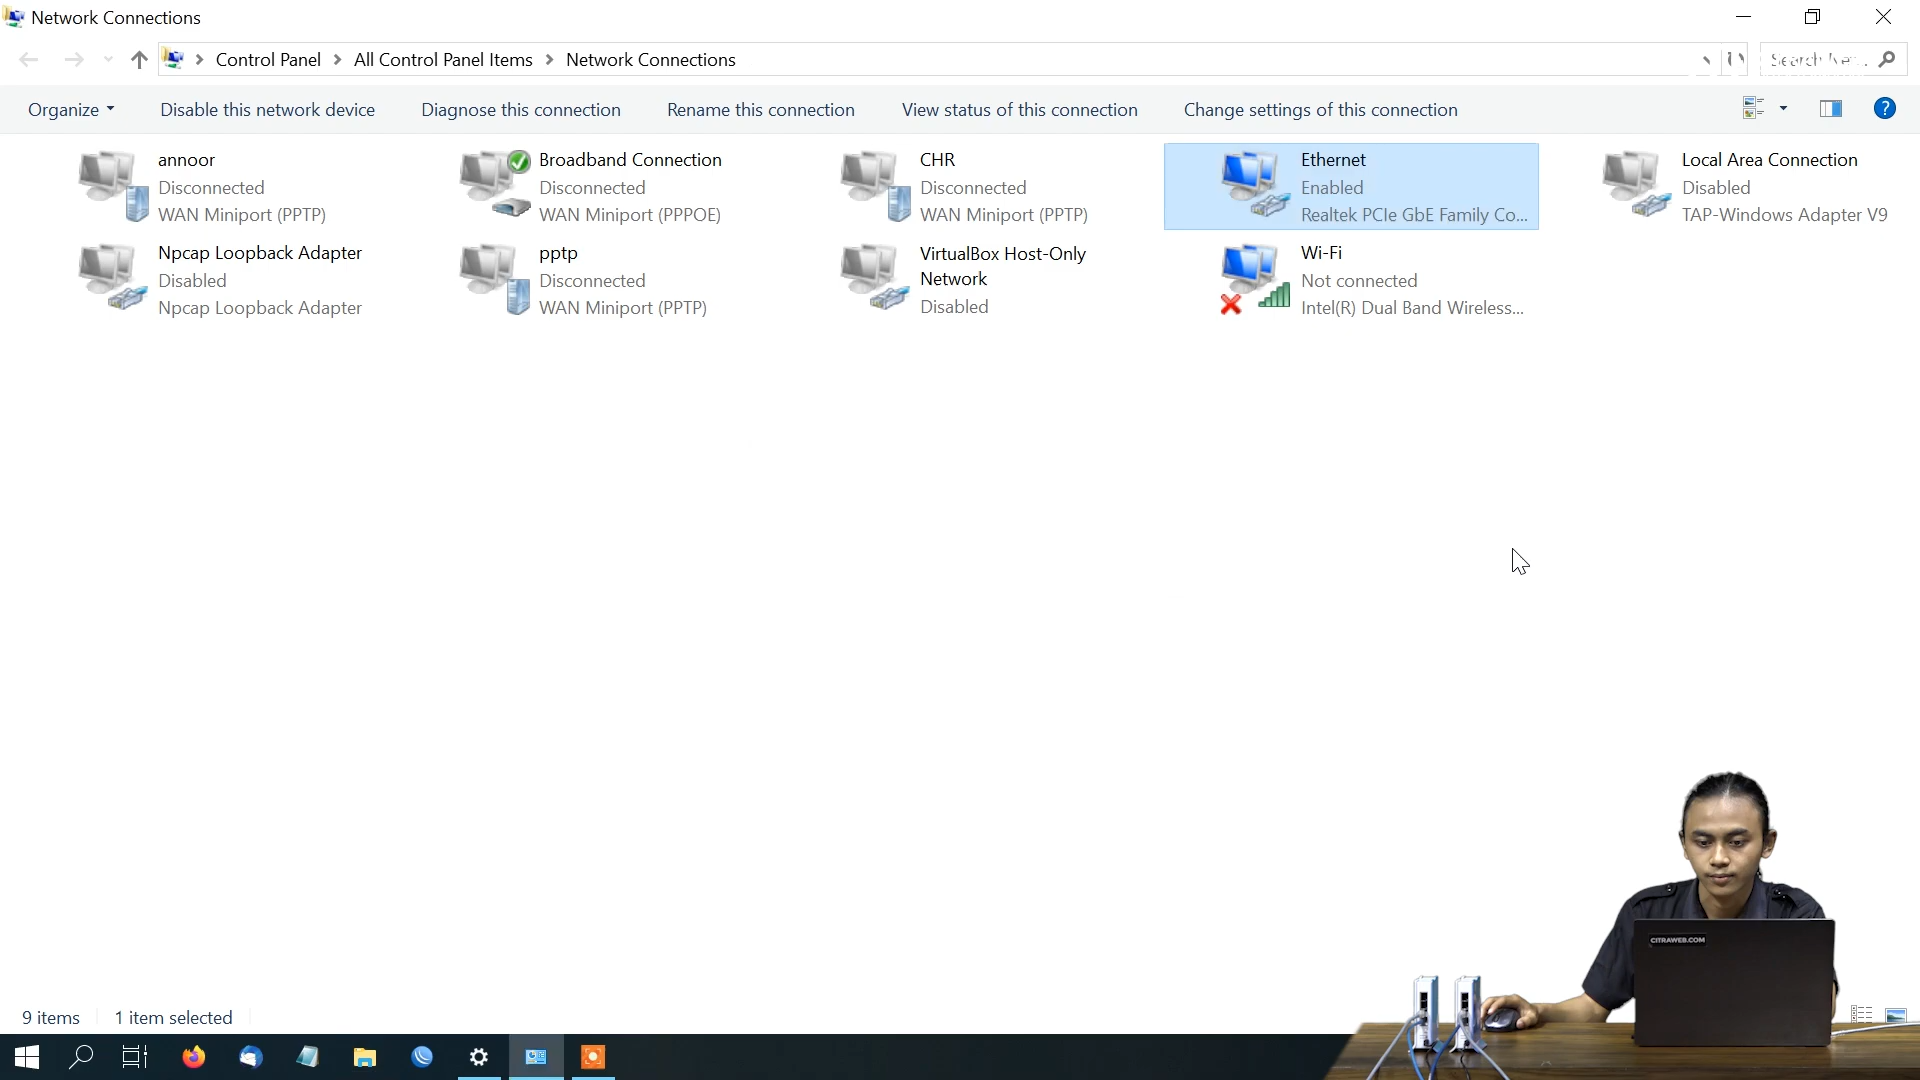 Network Connections
Control Panel > All Control Panel Items > Network Connections
Organize Disable this network device Diagnose this connection Rename this connection View status of this connection Change settings of this connection
annoor
Disconnected
WAN Miniport (PPTP)
Broadband Connection
Disconnected
WAN Miniport (PPPOE)
CHR
Disconnected
WAN Miniport (PPTP)
Ethernet
Enabled
Realtek PCIe GbE Family Co...
Local Area Connection
Disabled
TAP-Windows Adapter V9
Npcap Loopback Adapter
Disabled
Npcap Loopback Adapter
pptp
Disconnected
WAN Miniport (PPTP)
VirtualBox Host-Only
Network
Disabled
Wi-Fi
Not connected
Intel(R) Dual Band Wireless...
CITRAWEB.COM
9 items 1 item selected